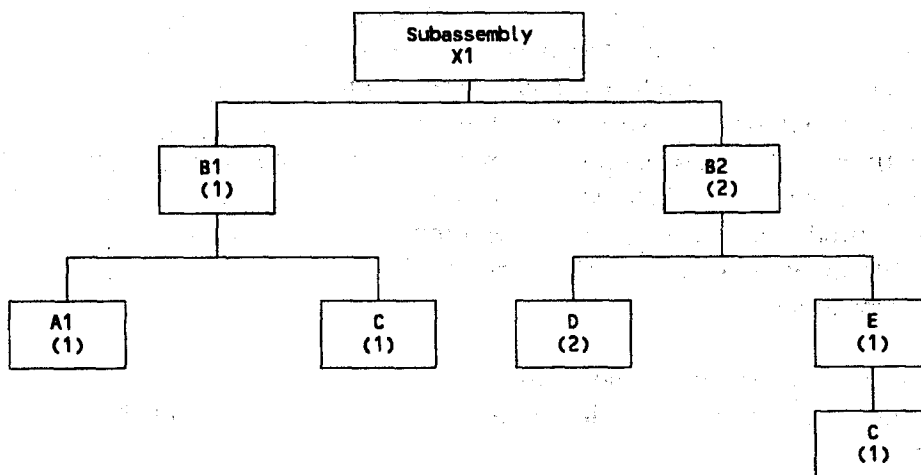 Subassembly
X1
B1
(1)
B2
(2)
A1
(1)
C
(1)
D
(2)
E
(1)
C
(1)